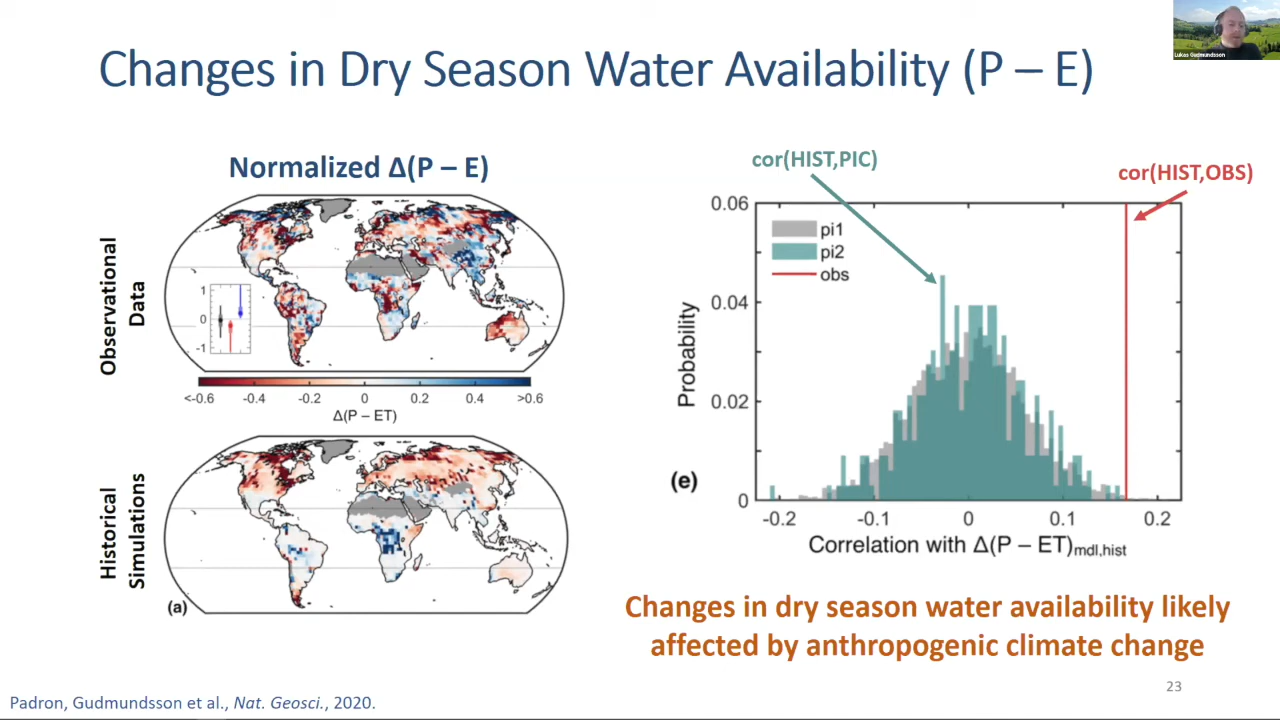 Changes in Dry Season Water Availability (P – E)
Lukas Gudmundsson
Normalized Δ(P – E)
Observational
Data
1
0
-1
<-0.6 -0.4 -0.2 0 0.2 0.4 >0.6
Δ(P – ET)
Historical
Simulations
(a)
cor(HIST,PIC)
cor(HIST,OBS)
0.06
0.04
0.02
0
Probability
pi1
pi2
obs
(e)
-0.2 -0.1 0 0.1 0.2
Correlation with Δ(P – ET)mdl,hist
Changes in dry season water availability likely
affected by anthropogenic climate change
23
Padron, Gudmundsson et al., Nat. Geosci., 2020.